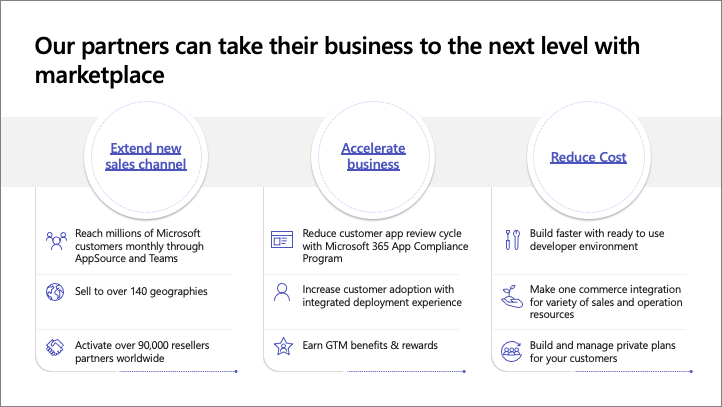 Our partners can take their business to the next level with
marketplace
Extend new
sales channel
Reach millions of Microsoft
customers monthly through
AppSource and Teams
Sell to over 140 geographies
Activate over 90,000 resellers
partners worldwide
Accelerate
business
Reduce customer app review cycle
with Microsoft 365 App Compliance
Program
Increase customer adoption with
integrated deployment experience
Earn GTM benefits & rewards
Reduce Cost
Build faster with ready to use
developer environment
Make one commerce integration
for variety of sales and operation
resources
Build and manage private plans
for your customers